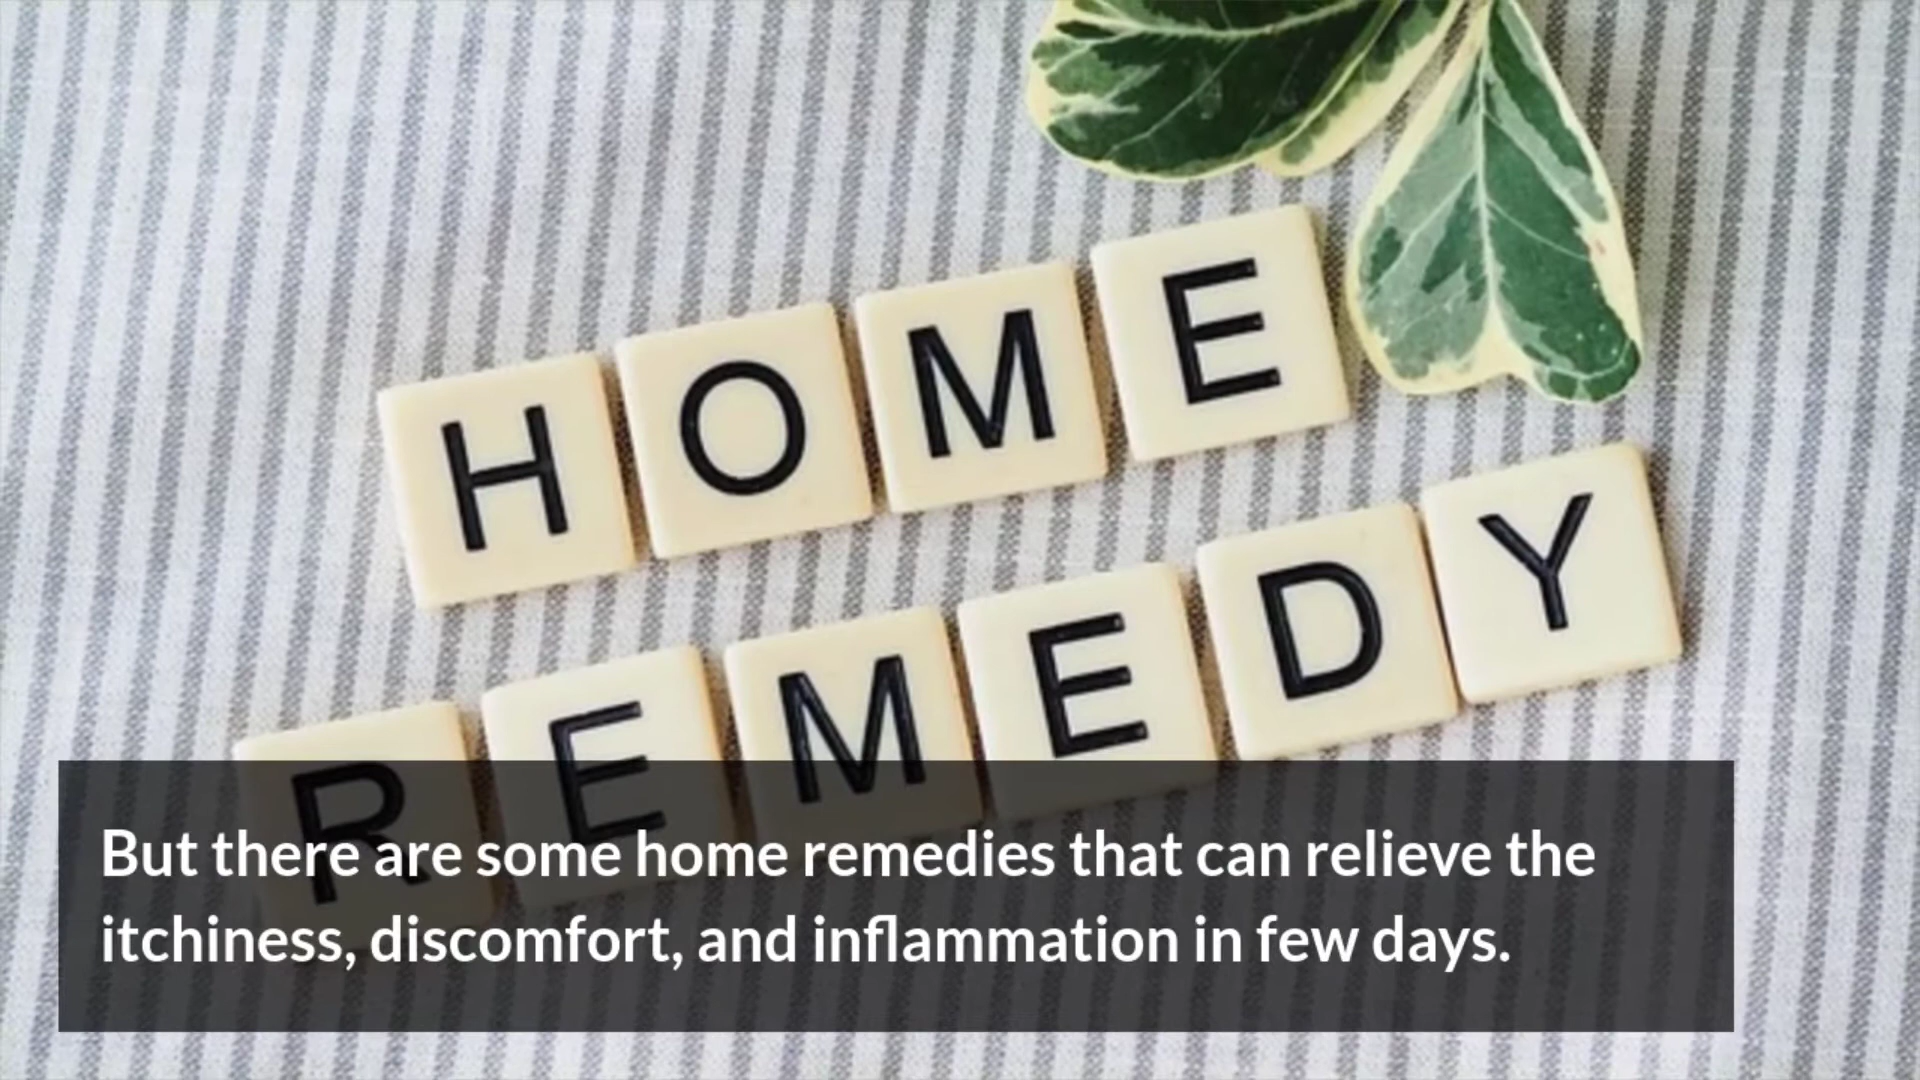 HOME
REMEDY
But there are some home remedies that can relieve the
itchiness, discomfort, and inflammation in few days.